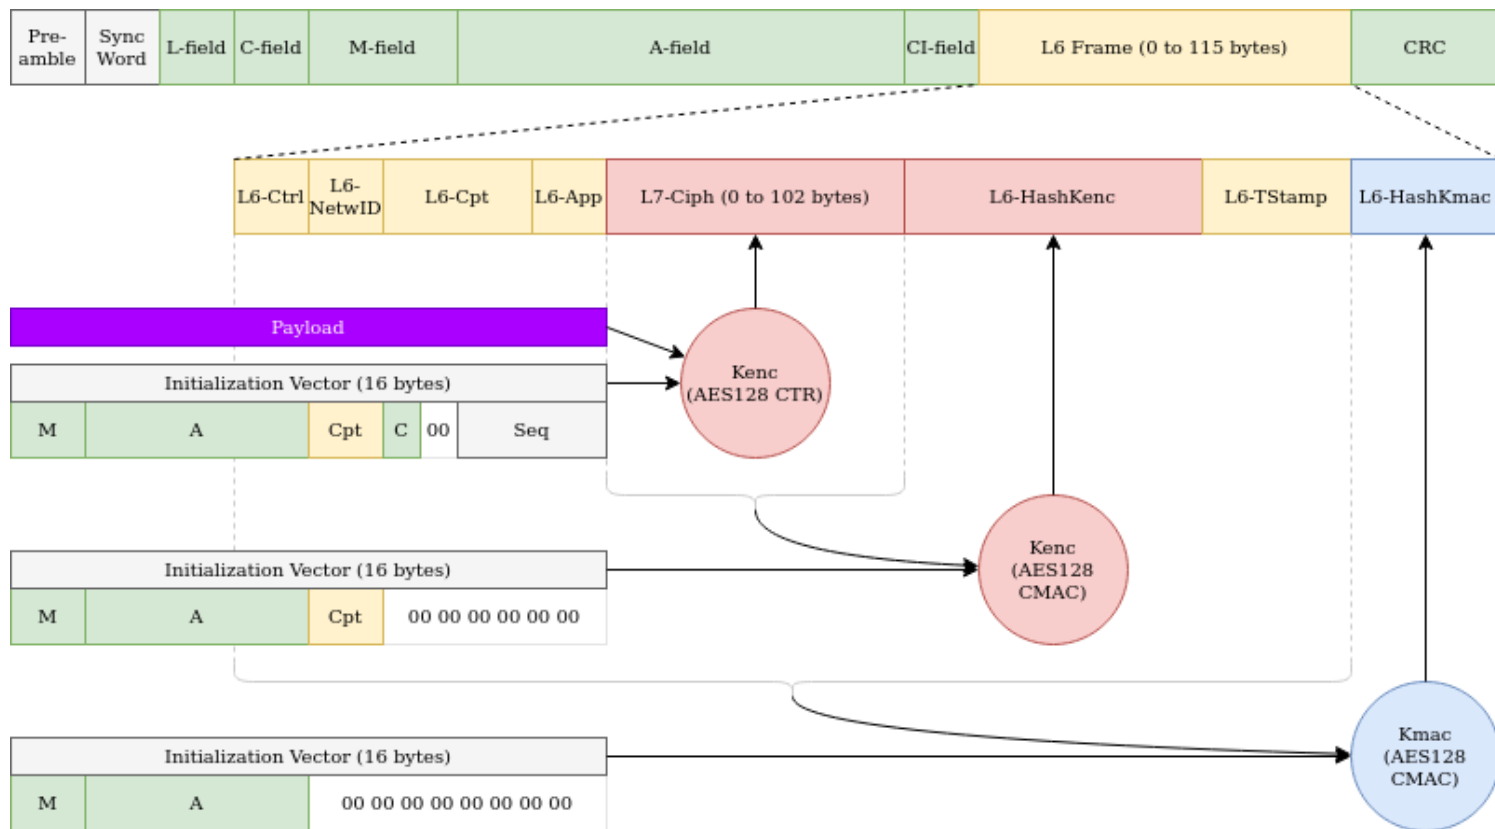 Pre-
amble
Sync
Word
L-field
C-field
M-field
A-field
CI-field
L6 Frame (0 to 115 bytes)
CRC
L6-Ctrl
L6-
NetwID
L6-Cpt
L6-App
L7-Ciph (0 to 102 bytes)
L6-HashKenc
L6-TStamp
L6-HashKmac
Payload
Initialization Vector (16 bytes)
M
A
Cpt
C
00
Seq
Kenc
(AES128 CTR)
Initialization Vector (16 bytes)
M
A
Cpt
00 00 00 00 00 00
Kenc
(AES128
CMAC)
Initialization Vector (16 bytes)
M
A
00 00 00 00 00 00 00 00
Kmac
(AES128
CMAC)